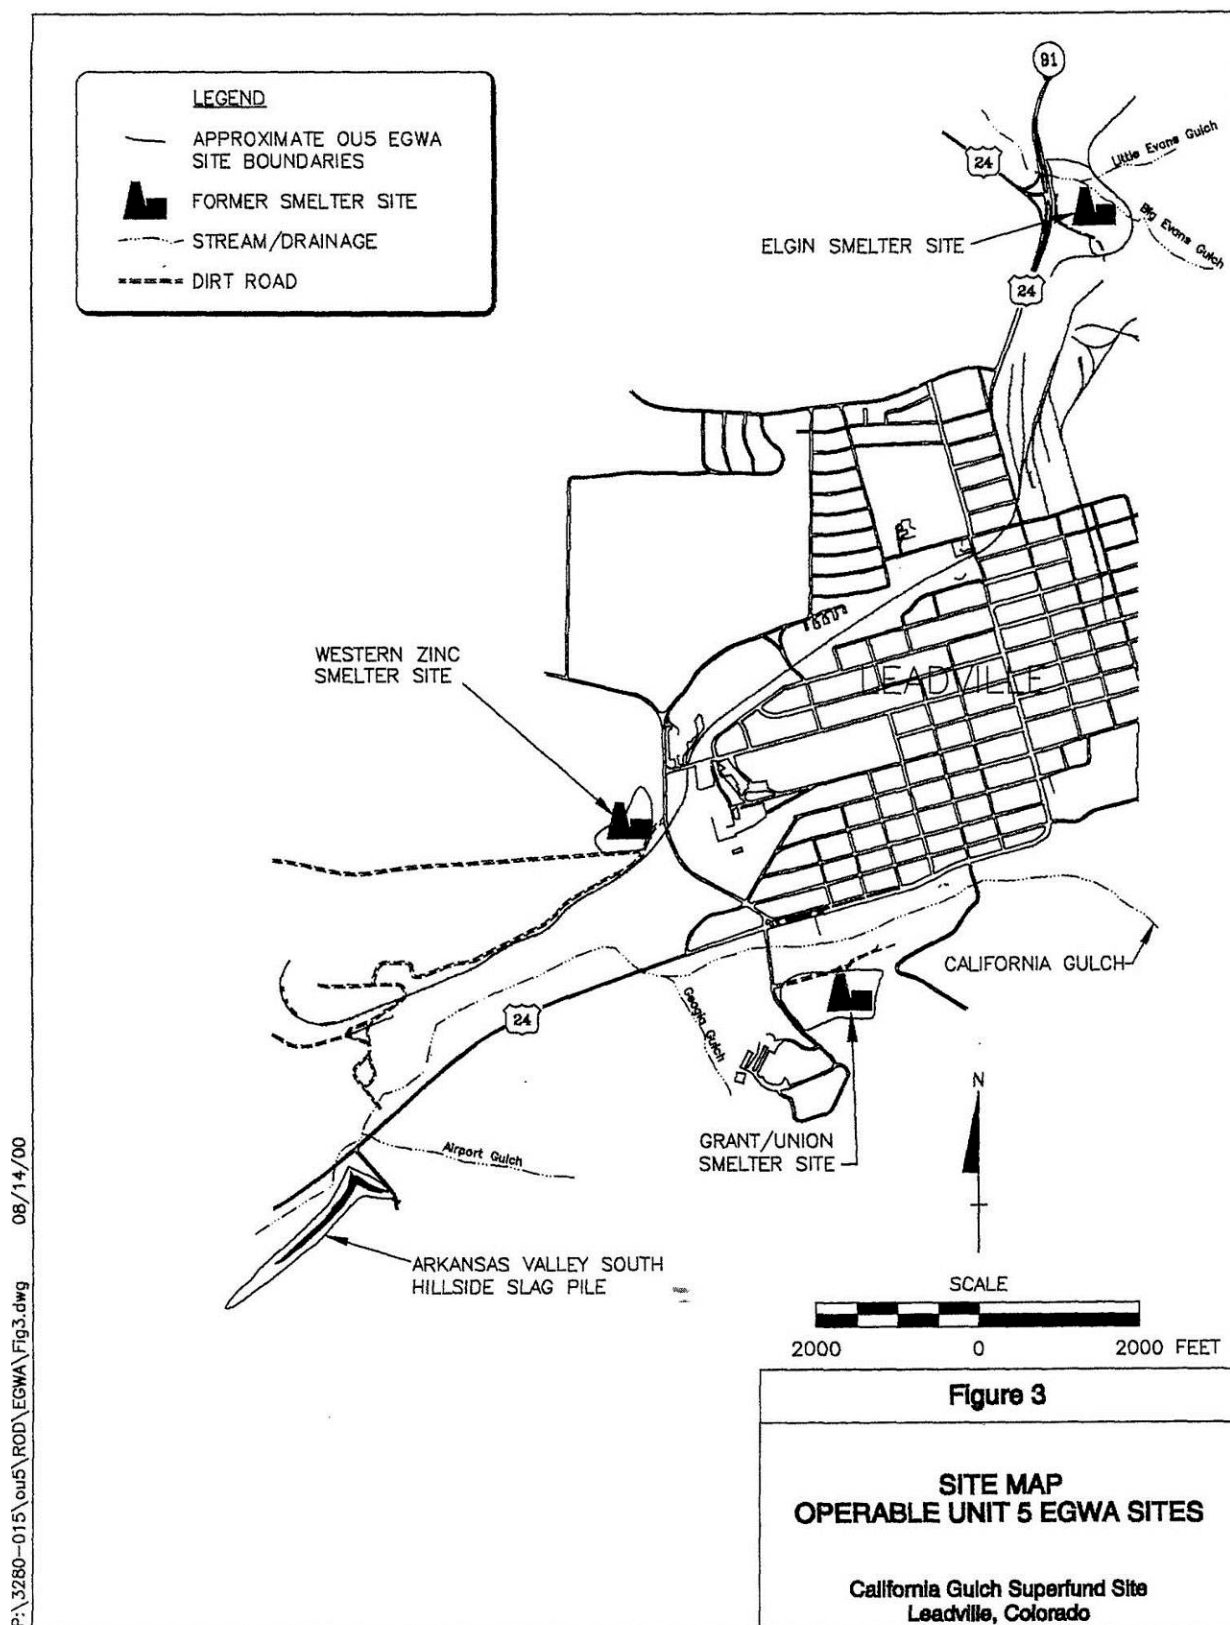 LEGEND
APPROXIMATE OU5 EGWA
SITE BOUNDARIES
FORMER SMELTER SITE
STREAM/DRAINAGE
DIRT ROAD
91
24
Little Evans Gulch
Big Evans Gulch
ELGIN SMELTER SITE
24
WESTERN ZINC
SMELTER SITE
LEADVILLE
CALIFORNIA GULCH
24
Geogia Gulch
N
GRANT/UNION
SMELTER SITE
Airport Gulch
ARKANSAS VALLEY SOUTH
HILLSIDE SLAG PILE
SCALE
2000 0 2000 FEET
Figure 3
SITE MAP
OPERABLE UNIT 5 EGWA SITES
California Gulch Superfund Site
Leadville, Colorado
P:\3280-015\ou5\ROD\EGWA\Fig3.dwg 08/14/00